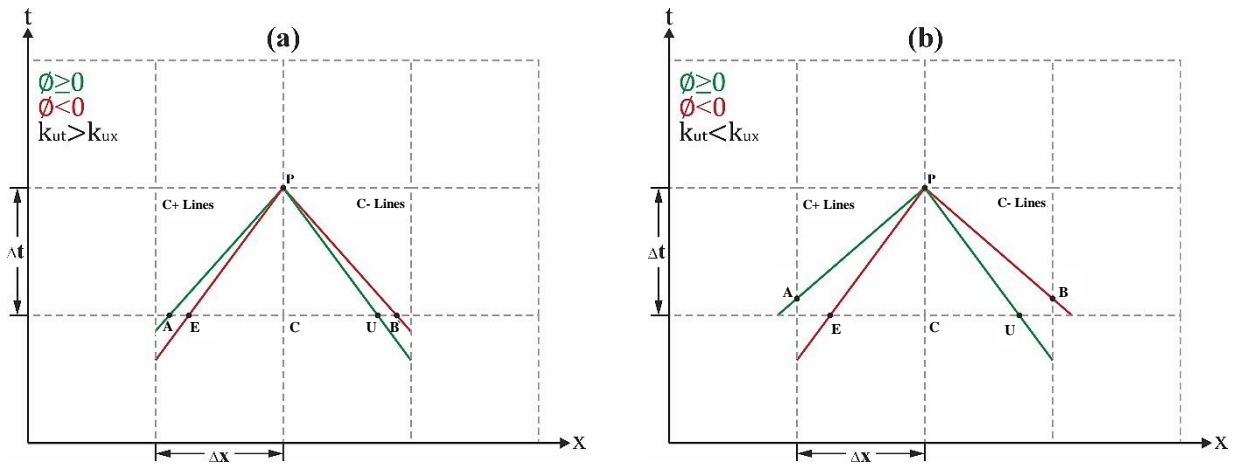 t
(a)
∅≥0
∅<0
kut>kux
P
C+ Lines
C- Lines
Δt
A
E
C
U
B
X
Δx
t
(b)
∅≥0
∅<0
kut<kux
P
C+ Lines
C- Lines
Δt
A
B
E
C
U
X
Δx